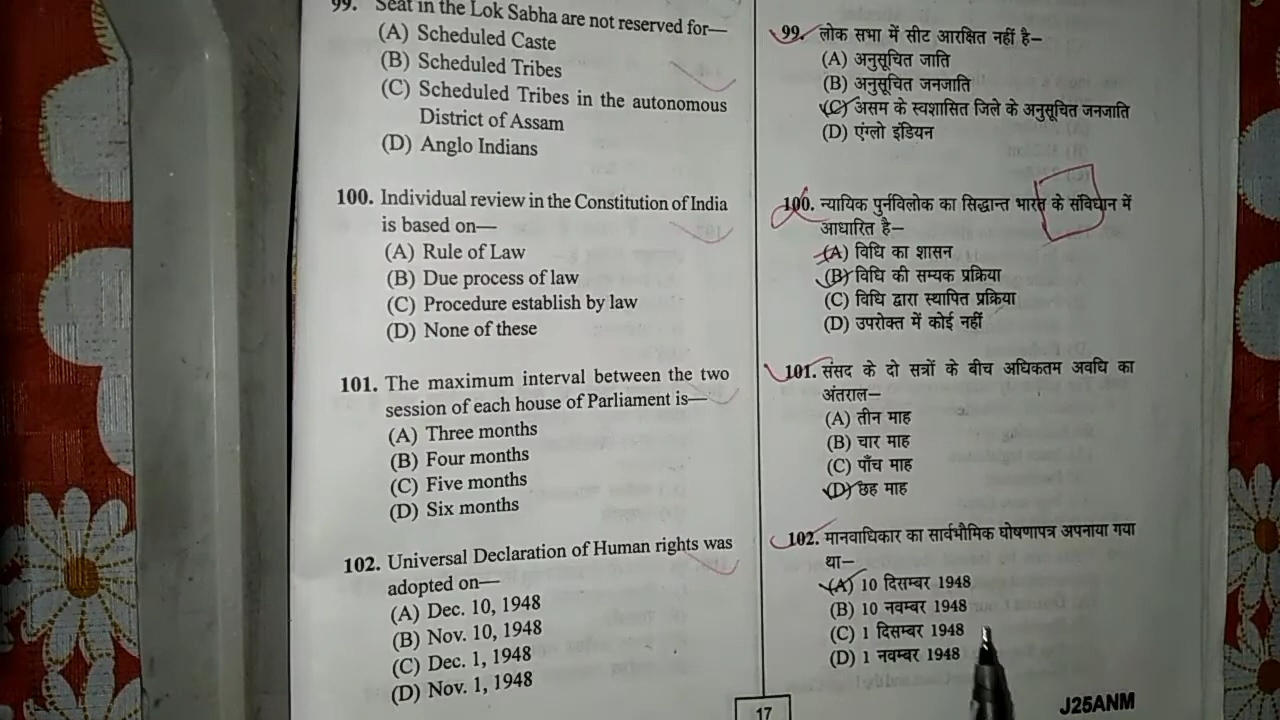 99. Seat in the Lok Sabha are not reserved for—
(A) Scheduled Caste
(B) Scheduled Tribes
(C) Scheduled Tribes in the autonomous
District of Assam
(D) Anglo Indians
100. Individual review in the Constitution of India
is based on—
(A) Rule of Law
(B) Due process of law
(C) Procedure establish by law
(D) None of these
101. The maximum interval between the two
session of each house of Parliament is—
(A) Three months
(B) Four months
(C) Five months
(D) Six months
102. Universal Declaration of Human rights was
adopted on—
(A) Dec. 10, 1948
(B) Nov. 10, 1948
(C) Dec. 1, 1948
(D) Nov. 1, 1948
99. लोक सभा में सीट आरक्षित नहीं है–
(A) अनुसूचित जाति
(B) अनुसूचित जनजाति
(C) असम के स्वशासित जिले के अनुसूचित जनजाति
(D) एंग्लो इंडियन
100. न्यायिक पुर्नविलोक का सिद्धान्त भारत के संविधान में
आधारित है–
(A) विधि का शासन
(B) विधि की सम्यक प्रक्रिया
(C) विधि द्वारा स्थापित प्रक्रिया
(D) उपरोक्त में कोई नहीं
101. संसद के दो सत्रों के बीच अधिकतम अवधि का
अंतराल–
(A) तीन माह
(B) चार माह
(C) पाँच माह
(D) छह माह
102. मानवाधिकार का सार्वभौमिक घोषणापत्र अपनाया गया
था–
(A) 10 दिसम्बर 1948
(B) 10 नवम्बर 1948
(C) 1 दिसम्बर 1948
(D) 1 नवम्बर 1948
17
J25ANM